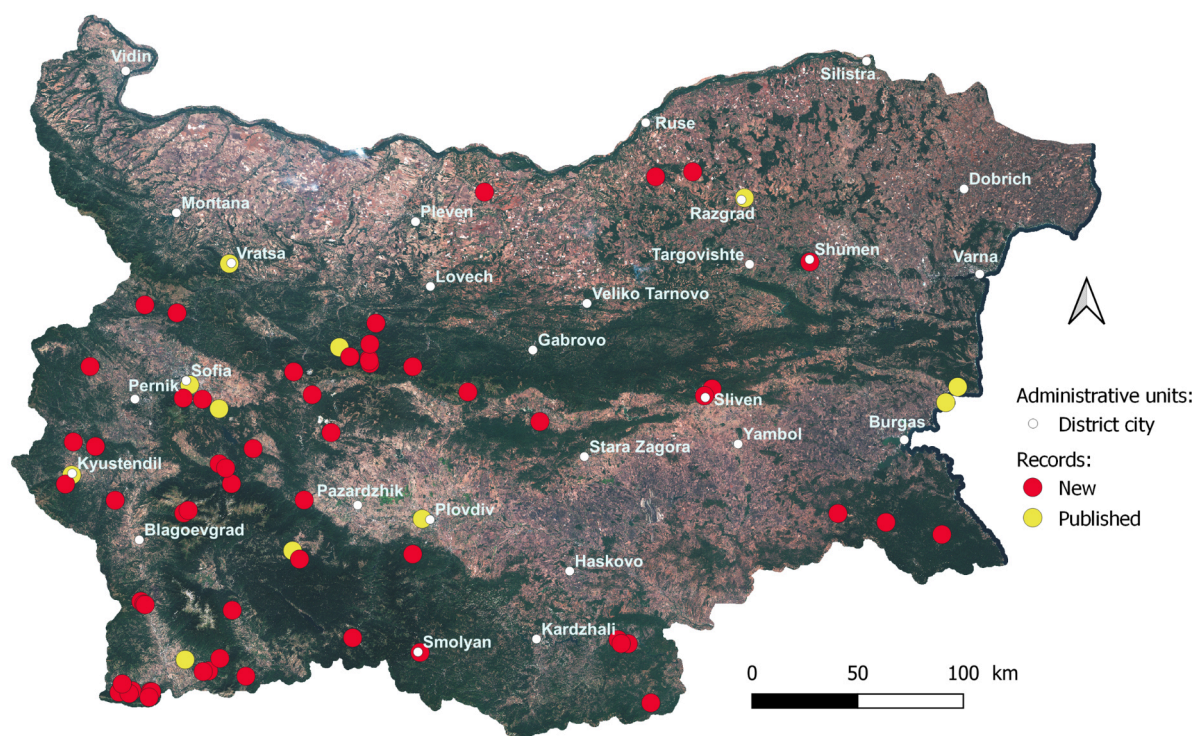 Vidin
Silistra
Ruse
Dobrich
Montana
Pleven
Razgrad
Vratsa
Targovishte
Shumen
Varna
Lovech
Veliko Tarnovo
Gabrovo
Sofia
Pernik
Sliven
Administrative units:
District city
Burgas
Yambol
Stara Zagora
Records:
New
Published
Kyustendil
Pazardzhik
Plovdiv
Blagoevgrad
Haskovo
Kardzhali
Smolyan
0 50 100 km